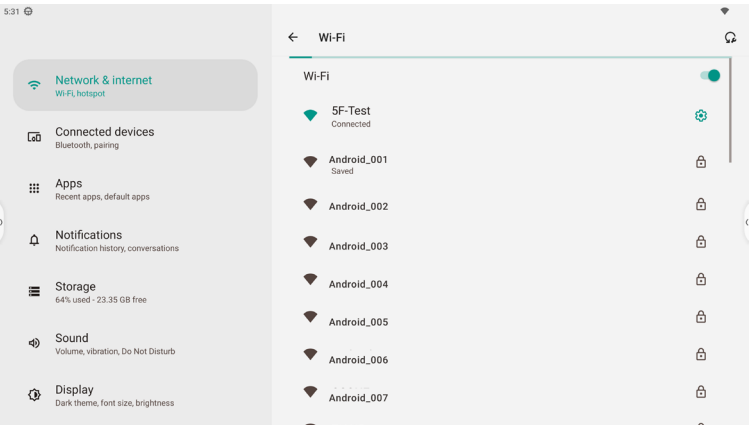 5:31
Network & internet
Wi-Fi, hotspot
Connected devices
Bluetooth, pairing
Apps
Recent apps, default apps
Notifications
Notification history, conversations
Storage
64% used - 23.35 GB free
Sound
Volume, vibration, Do Not Disturb
Display
Dark theme, font size, brightness
Wi-Fi
Wi-Fi
5F-Test
Connected
Android_001
Saved
Android_002
Android_003
Android_004
Android_005
Android_006
Android_007